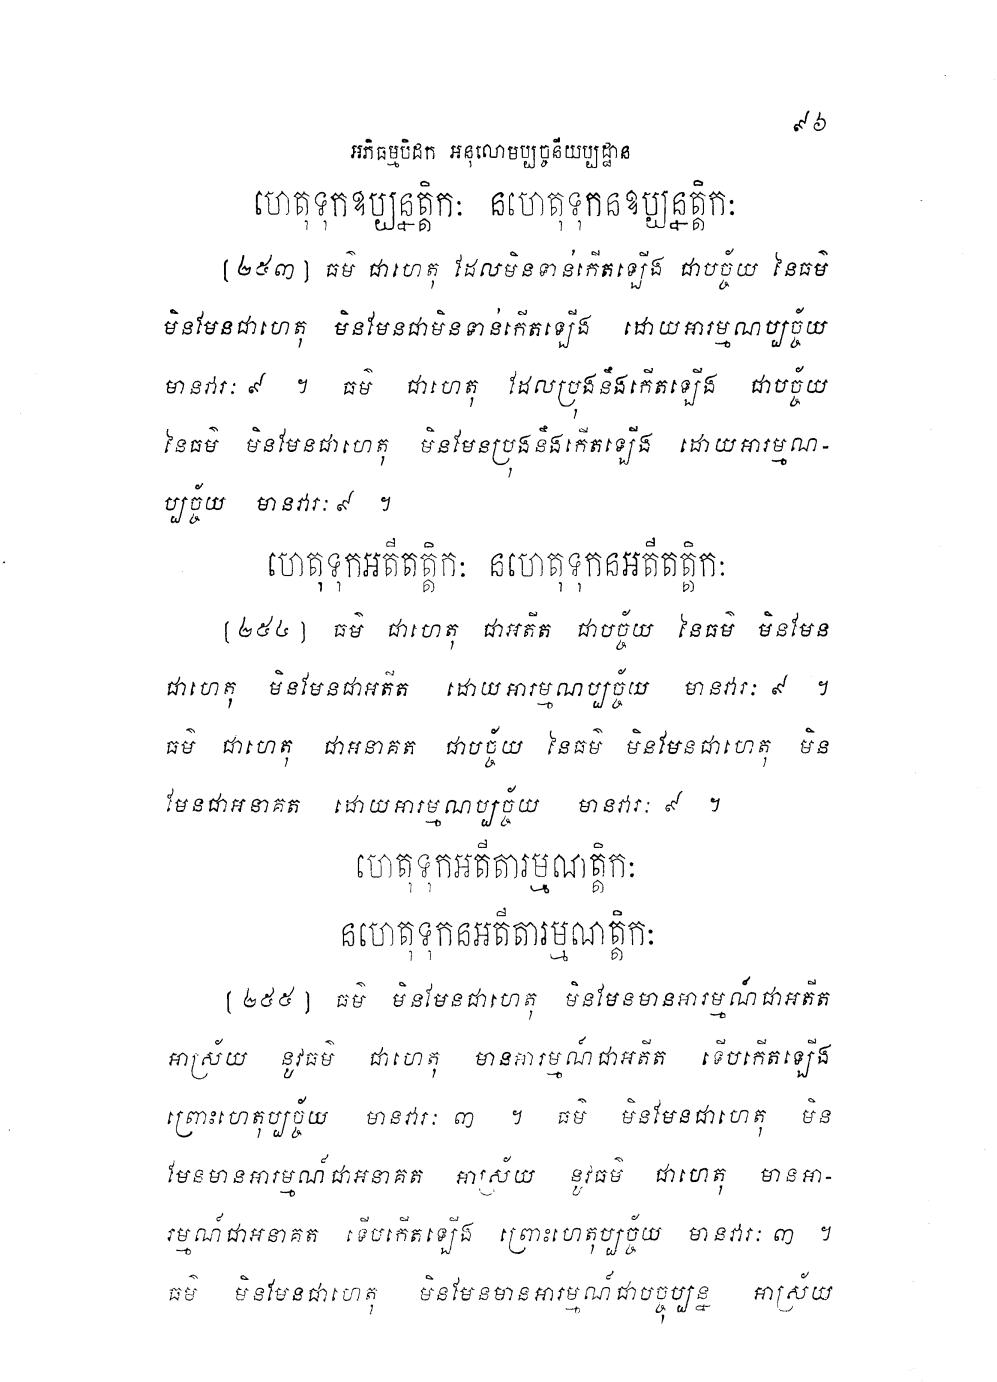 ៩៦
អភិធម្មបិដក អនុលោមប្បច្ចនីយប្បដ្ឋាន
ហេតុទុកឧប្បន្នត្តិកៈ នហេតុទុកនឧប្បន្នត្តិកៈ
(២៥៣) ធម៌ ជាហេតុ ដែលមិនទាន់កើតឡើង ជាបច្ច័យ នៃធម៌
មិនមែនជាហេតុ មិនមែនជាមិនទាន់កើតឡើង ដោយអារម្មណប្បច្ច័យ
មានវារៈ ៩ ។ ធម៌ ជាហេតុ ដែលប្រុងនឹងកើតឡើង ជាបច្ច័យ
នៃធម៌ មិនមែនជាហេតុ មិនមែនប្រុងនឹងកើតឡើង ដោយអារម្មណ-
ប្បច្ច័យ មានវារៈ ៩ ។
ហេតុទុកអតីតត្តិកៈ នហេតុទុកនអតីតត្តិកៈ
(២៥៤) ធម៌ ជាហេតុ ជាអតីត ជាបច្ច័យ នៃធម៌ មិនមែន
ជាហេតុ មិនមែនជាអតីត ដោយអារម្មណប្បច្ច័យ មានវារៈ ៩ ។
ធម៌ ជាហេតុ ជាអនាគត ជាបច្ច័យ នៃធម៌ មិនមែនជាហេតុ មិន
មែនជាអនាគត ដោយអារម្មណប្បច្ច័យ មានវារៈ ៩ ។
ហេតុទុកអតីតារម្មណត្តិកៈ
នហេតុទុកនអតីតារម្មណត្តិកៈ
(២៥៥) ធម៌ មិនមែនជាហេតុ មិនមែនមានអារម្មណ៍ជាអតីត
អាស្រ័យ នូវធម៌ ជាហេតុ មានអារម្មណ៍ជាអតីត ទើបកើតឡើង
ព្រោះហេតុប្បច្ច័យ មានវារៈ ៣ ។ ធម៌ មិនមែនជាហេតុ មិន
មែនមានអារម្មណ៍ជាអនាគត អាស្រ័យ នូវធម៌ ជាហេតុ មានអា-
រម្មណ៍ជាអនាគត ទើបកើតឡើង ព្រោះហេតុប្បច្ច័យ មានវារៈ ៣ ។
ធម៌ មិនមែនជាហេតុ មិនមែនមានអារម្មណ៍ជាបច្ចុប្បន្ន អាស្រ័យ